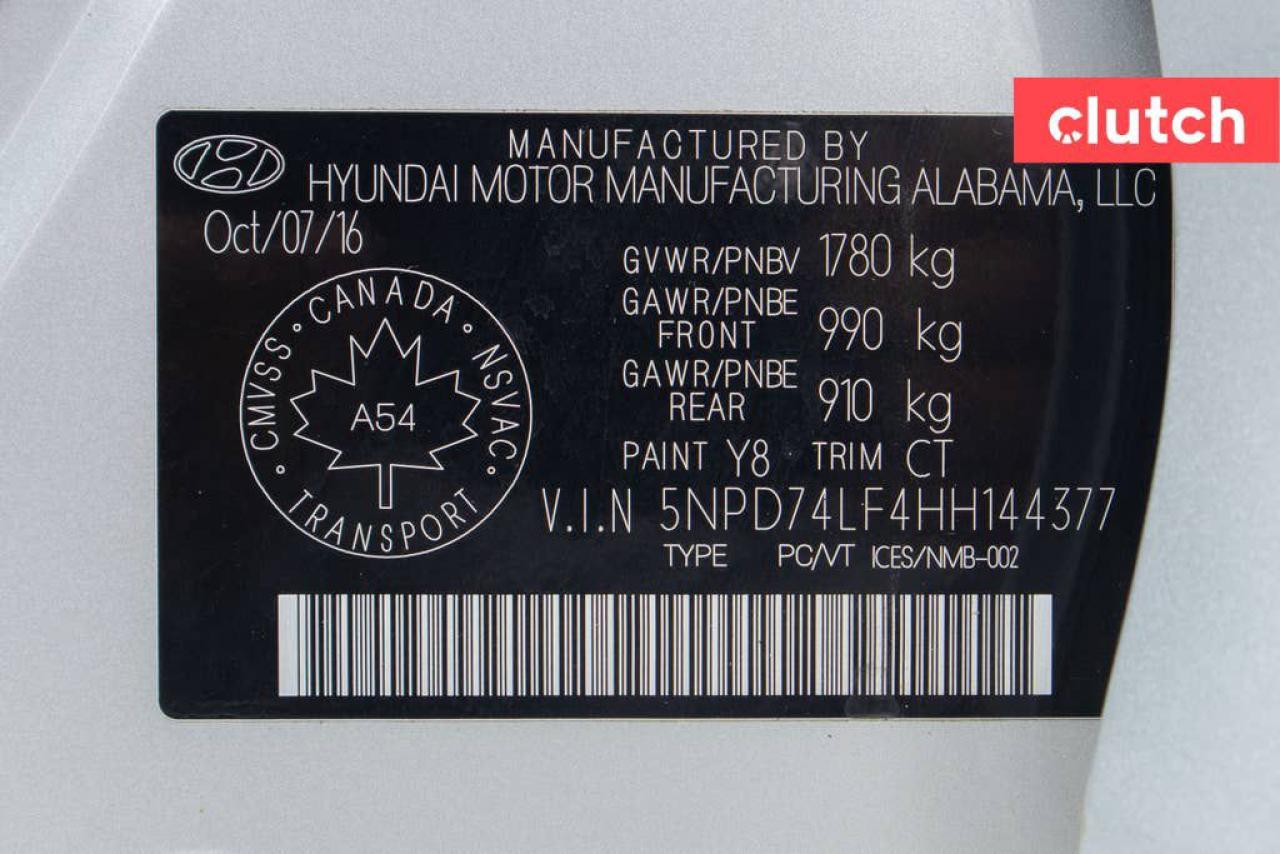 clutch
MANUFACTURED BY
HYUNDAI MOTOR MANUFACTURING ALABAMA, LLC
Oct/07/16
GVWR/PNBV 1780 kg
GAWR/PNBE
FRONT 990 kg
GAWR/PNBE
REAR 910 kg
PAINT Y8 TRIM CT
V.I.N 5NPD74LF4HH144377
TYPE PC/VT ICES/NMB-002
CANADA
CMVSS
NSVAC
A54
TRANSPORT